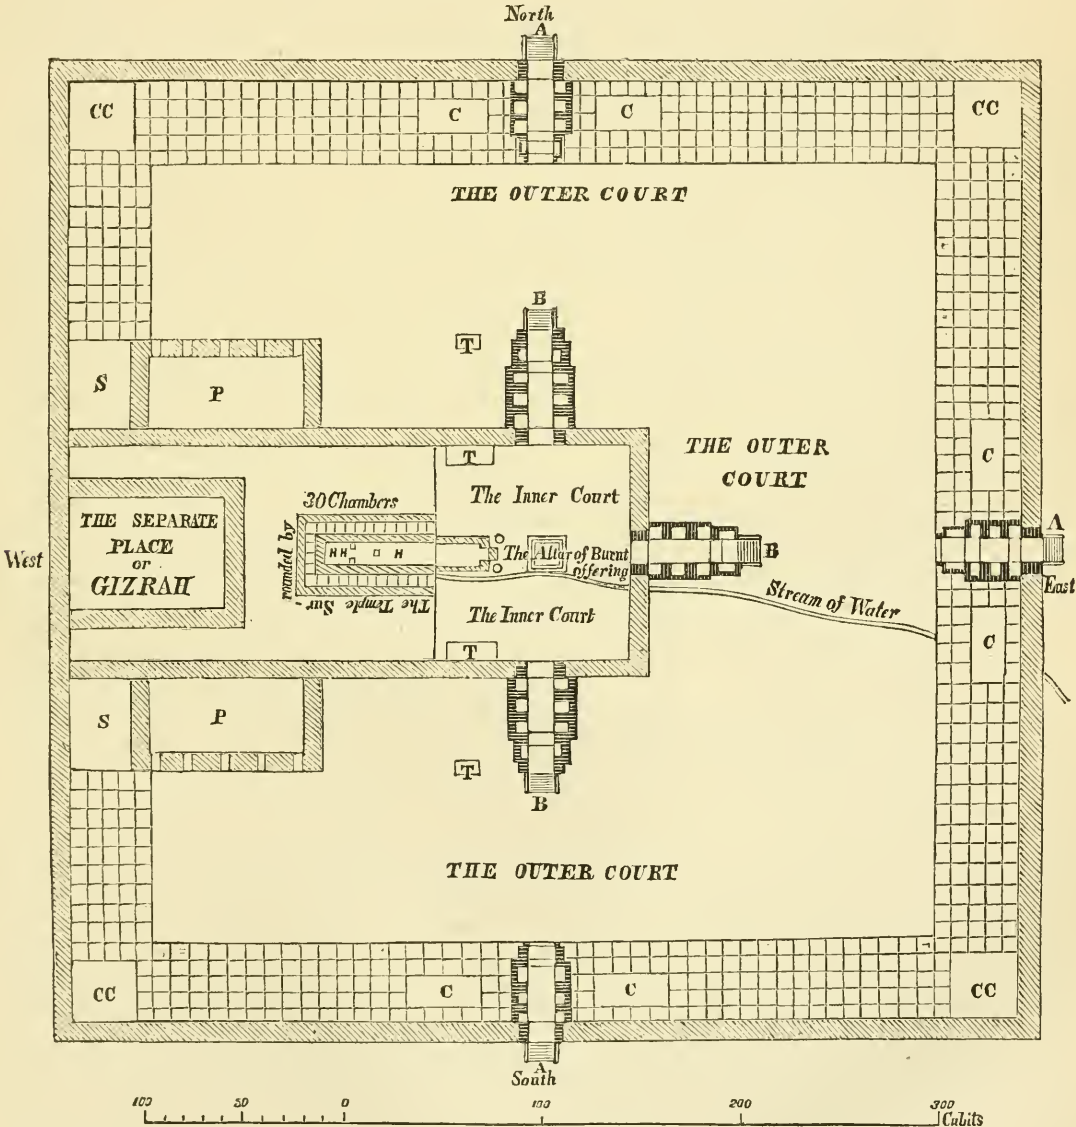 North
A
CC
C
C
CC
THE OUTER COURT
B
T
S
P
THE OUTER
COURT
C
T
30 Chambers
The Inner Court
THE SEPARATE
PLACE
or
GIZRAH
West
rounded by
HH
H
The Altar of Burnt
offering
B
A
East
The Temple Sur-
The Inner Court
Stream of Water
C
T
S
P
T
B
THE OUTER COURT
CC
C
C
CC
A
South
100
50
0
100
200
300
Cubits